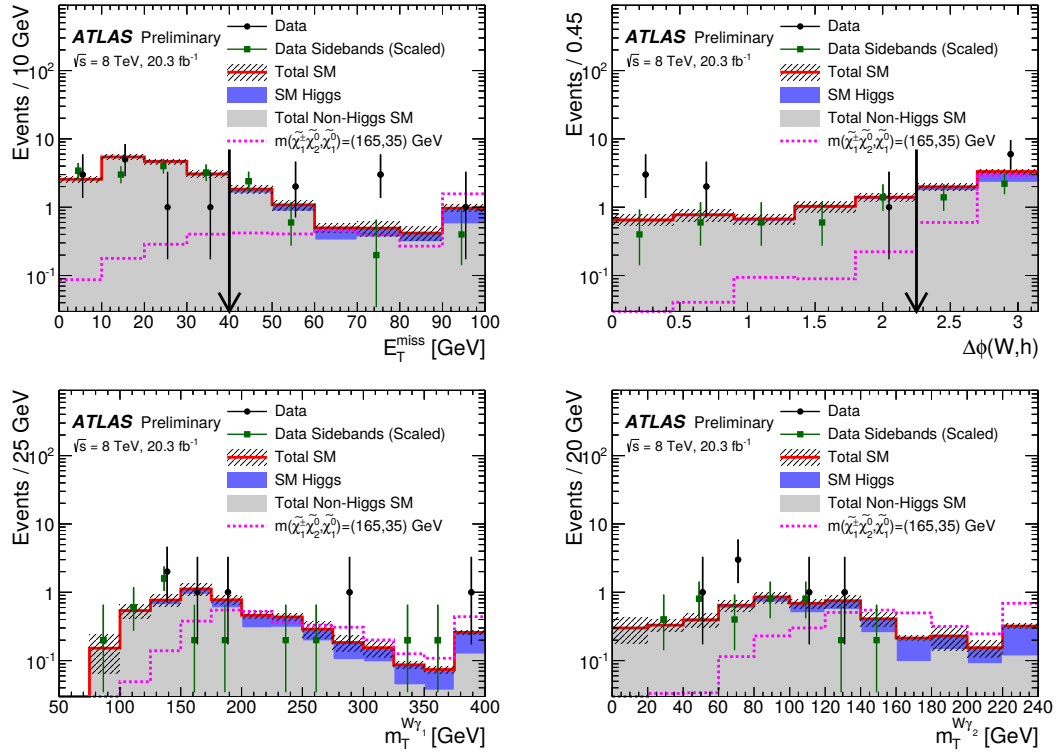 Events / 10 GeV
ATLAS Preliminary
√s = 8 TeV, 20.3 fb⁻¹
Data
Data Sidebands (Scaled)
Total SM
SM Higgs
Total Non-Higgs SM
m(χ̃₁±χ̃₂⁰,χ̃₁⁰)=(165,35) GeV
10²
10
1
10⁻¹
0 10 20 30 40 50 60 70 80 90 100
E_T^miss [GeV]
Events / 0.45
ATLAS Preliminary
√s = 8 TeV, 20.3 fb⁻¹
Data
Data Sidebands (Scaled)
Total SM
SM Higgs
Total Non-Higgs SM
m(χ̃₁±χ̃₂⁰,χ̃₁⁰)=(165,35) GeV
10²
10
1
10⁻¹
0 0.5 1 1.5 2 2.5 3
Δϕ(W,h)
Events / 25 GeV
ATLAS Preliminary
√s = 8 TeV, 20.3 fb⁻¹
Data
Data Sidebands (Scaled)
Total SM
SM Higgs
Total Non-Higgs SM
m(χ̃₁±χ̃₂⁰,χ̃₁⁰)=(165,35) GeV
10²
10
1
10⁻¹
50 100 150 200 250 300 350 400
m_T^Wγ₁ [GeV]
Events / 20 GeV
ATLAS Preliminary
√s = 8 TeV, 20.3 fb⁻¹
Data
Data Sidebands (Scaled)
Total SM
SM Higgs
Total Non-Higgs SM
m(χ̃₁±χ̃₂⁰,χ̃₁⁰)=(165,35) GeV
10²
10
1
10⁻¹
0 20 40 60 80 100 120 140 160 180 200 220 240
m_T^Wγ₂ [GeV]